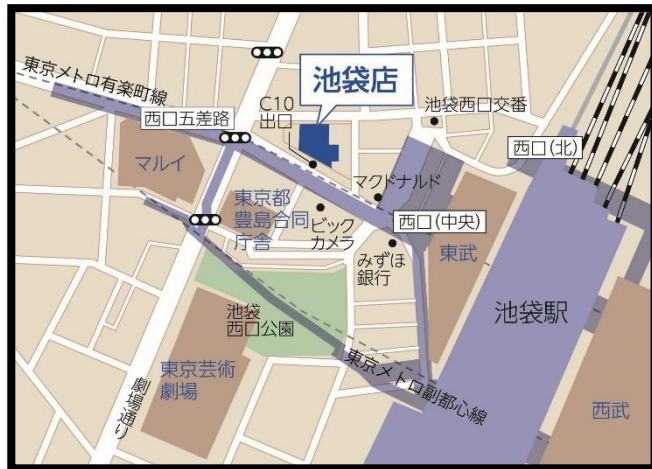 東京メトロ有楽町線
西口五差路
C10
出口
池袋店
池袋西口交番
西口(北)
マルイ
東京都
豊島合同
庁舎
ビック
カメラ
マクドナルド
西口(中央)
みずほ
銀行
東武
池袋駅
池袋
西口公園
東京メトロ副都心線
東京芸術
劇場
劇場通り
西武